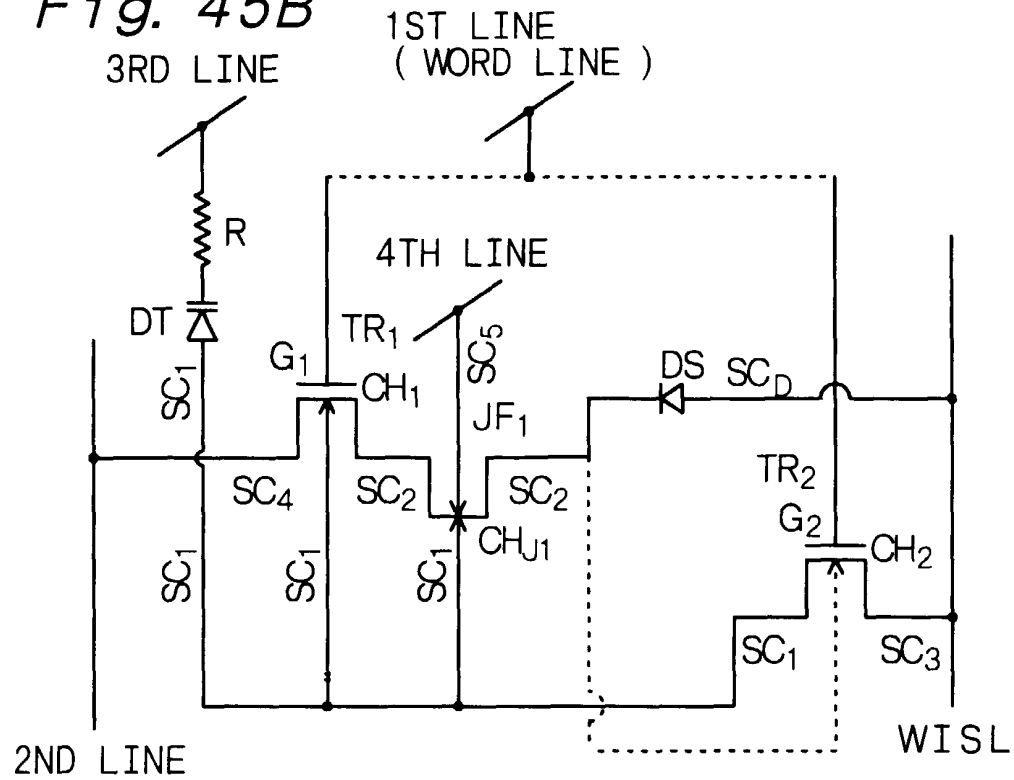 Fig. 45B
1ST LINE
( WORD LINE )
3RD LINE
R
4TH LINE
DT
TR1
SC5
G1
CH1
DS
SCD
SC1
JF1
SC4
SC2
SC2
TR2
G2
CHJ1
CH2
SC1
SC1
SC1
SC1
SC3
WISL
2ND LINE